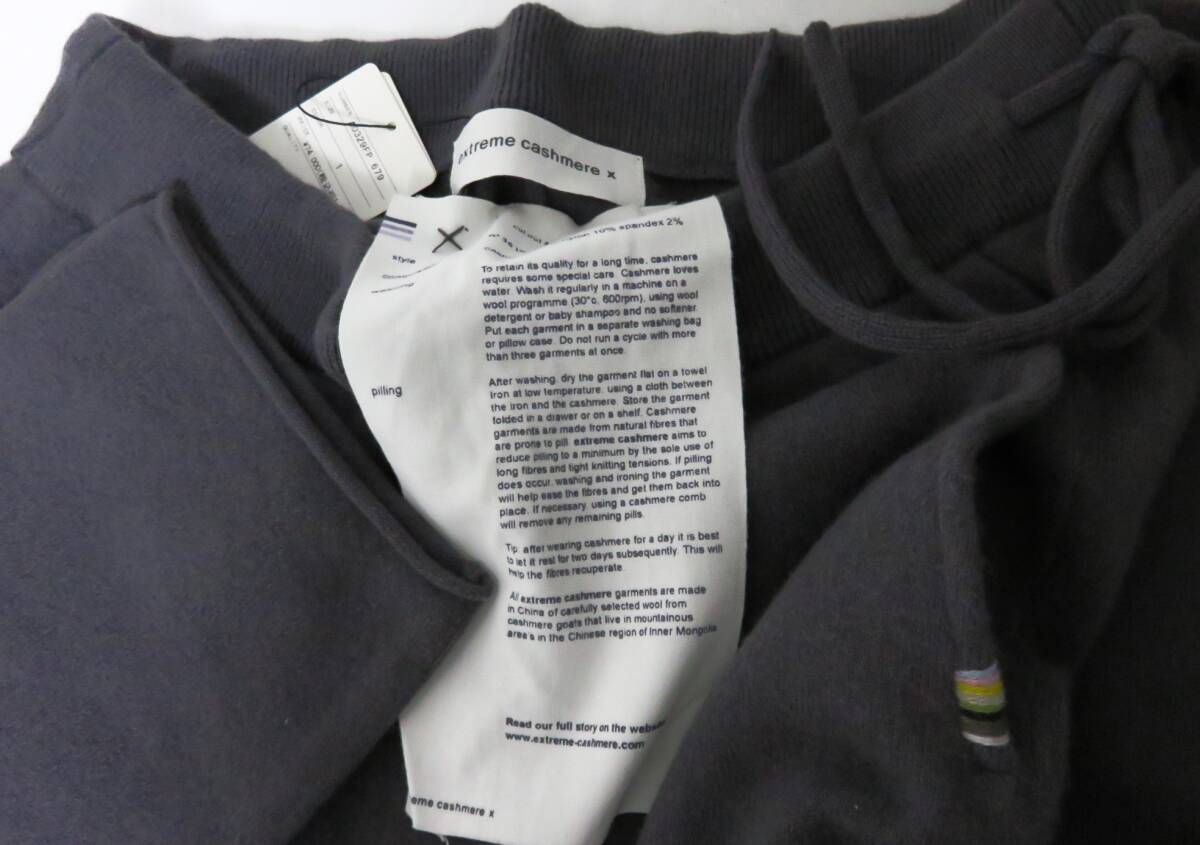 0329FP 679
1
¥74,000
extreme cashmere x
style
10% spandex 2%
To retain its quality for a long time, cashmere
requires some special care. Cashmere loves
water. Wash it regularly in a machine on a
wool programme (30°c, 600rpm), using wool
detergent or baby shampoo and no softener.
Put each garment in a separate washing bag
or pillow case. Do not run a cycle with more
than three garments at once.
After washing, dry the garment flat on a towel
Iron at low temperature, using a cloth between
the iron and the cashmere. Store the garment
folded in a drawer or on a shelf. Cashmere
pilling
garments are made from natural fibres that
are prone to pill. extreme cashmere aims to
reduce pilling to a minimum by the sole use of
long fibres and tight knitting tensions. If pilling
does occur, washing and ironing the garment
will help ease the fibres and get them back into
place. If necessary, using a cashmere comb
will remove any remaining pills.
Tip: after wearing cashmere for a day it is best
to let it rest for two days subsequently. This will
help the fibres recuperate.
All extreme cashmere garments are made
in China of carefully selected wool from
cashmere goats that live in mountainous
area's in the Chinese region of Inner Mongolia
Read our full story on the website
www.extreme-cashmere.com
eme cashmere x